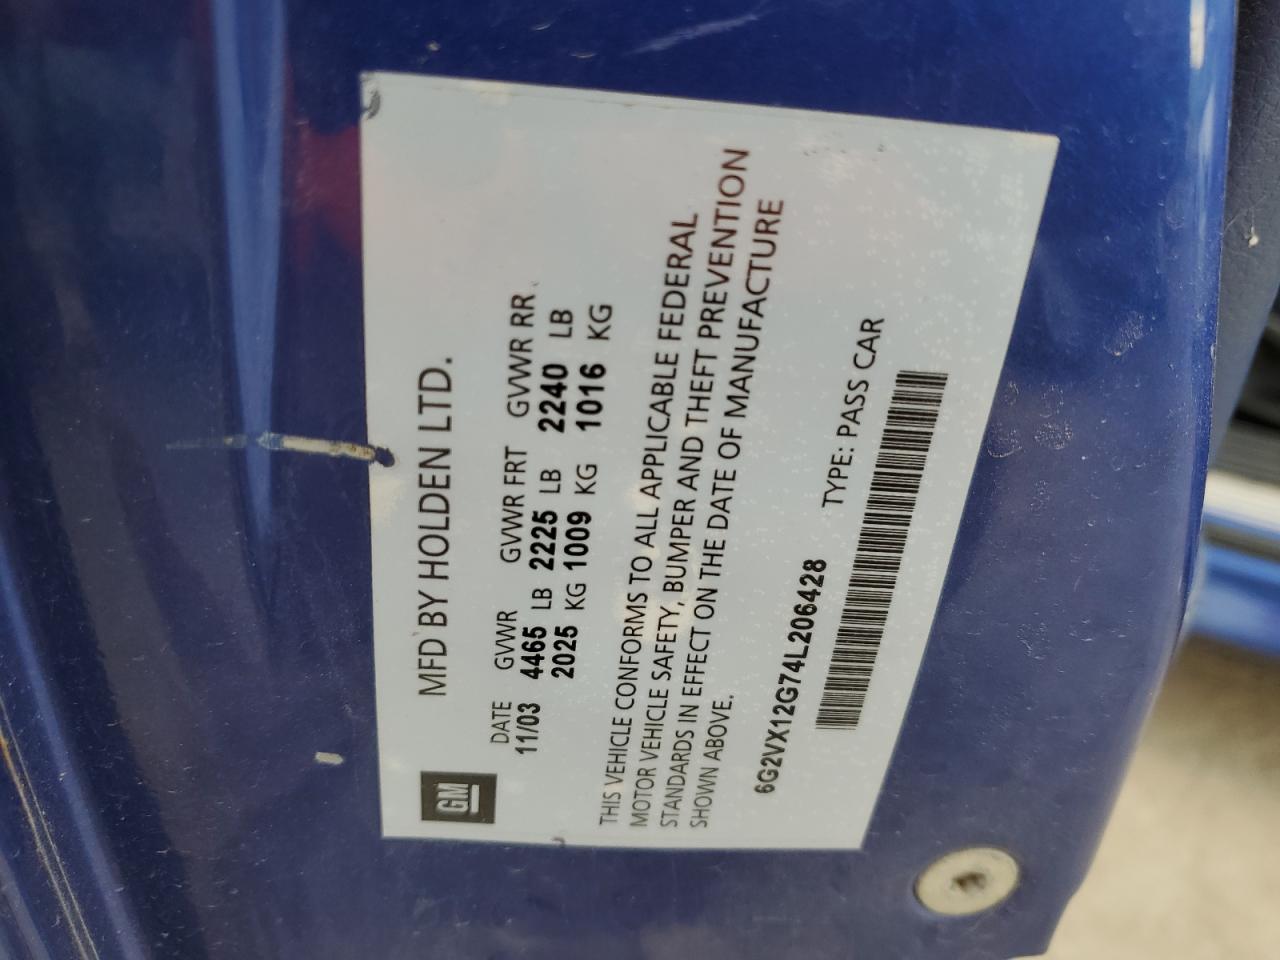 GM MFD BY HOLDEN LTD.
DATE GVWR GVWR FRT GVWR RR
11/03 4465 LB 2225 LB 2240 LB
2025 KG 1009 KG 1016 KG
THIS VEHICLE CONFORMS TO ALL APPLICABLE FEDERAL
MOTOR VEHICLE SAFETY, BUMPER AND THEFT PREVENTION
STANDARDS IN EFFECT ON THE DATE OF MANUFACTURE
SHOWN ABOVE.
6G2VX12G74L206428 TYPE: PASS CAR